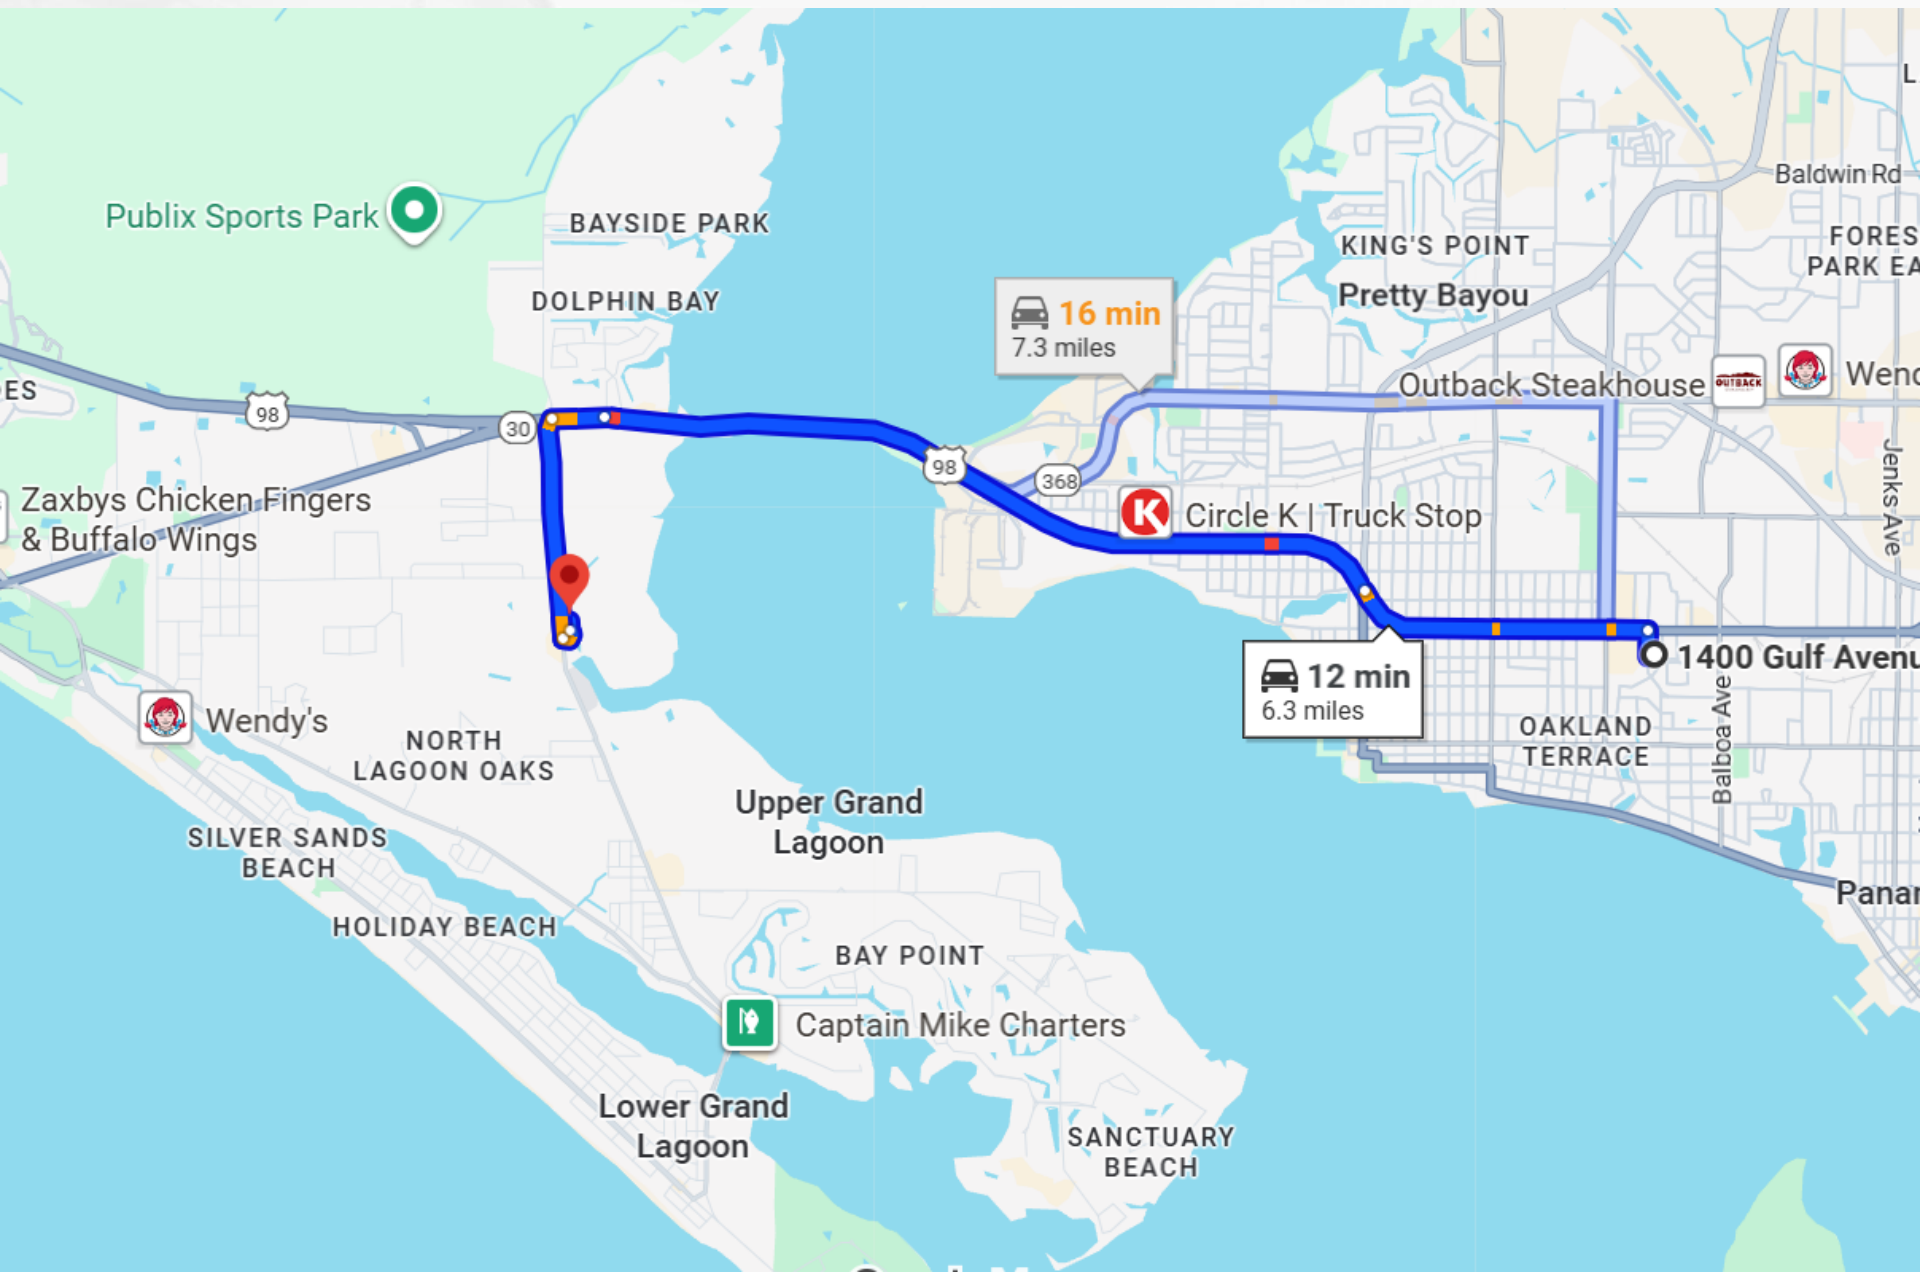 Baldwin Rd
Publix Sports Park
BAYSIDE PARK
KING'S POINT
FORES
PARK EA
Pretty Bayou
DOLPHIN BAY
16 min
7.3 miles
Outback Steakhouse
OUTBACK
Wend
98
30
98
368
Jenks Ave
Zaxbys Chicken Fingers
& Buffalo Wings
K
Circle K | Truck Stop
12 min
6.3 miles
1400 Gulf Avenu
Balboa Ave
OAKLAND
TERRACE
Wendy's
NORTH
LAGOON OAKS
Upper Grand
Lagoon
SILVER SANDS
BEACH
HOLIDAY BEACH
Panar
BAY POINT
Captain Mike Charters
Lower Grand
Lagoon
SANCTUARY
BEACH